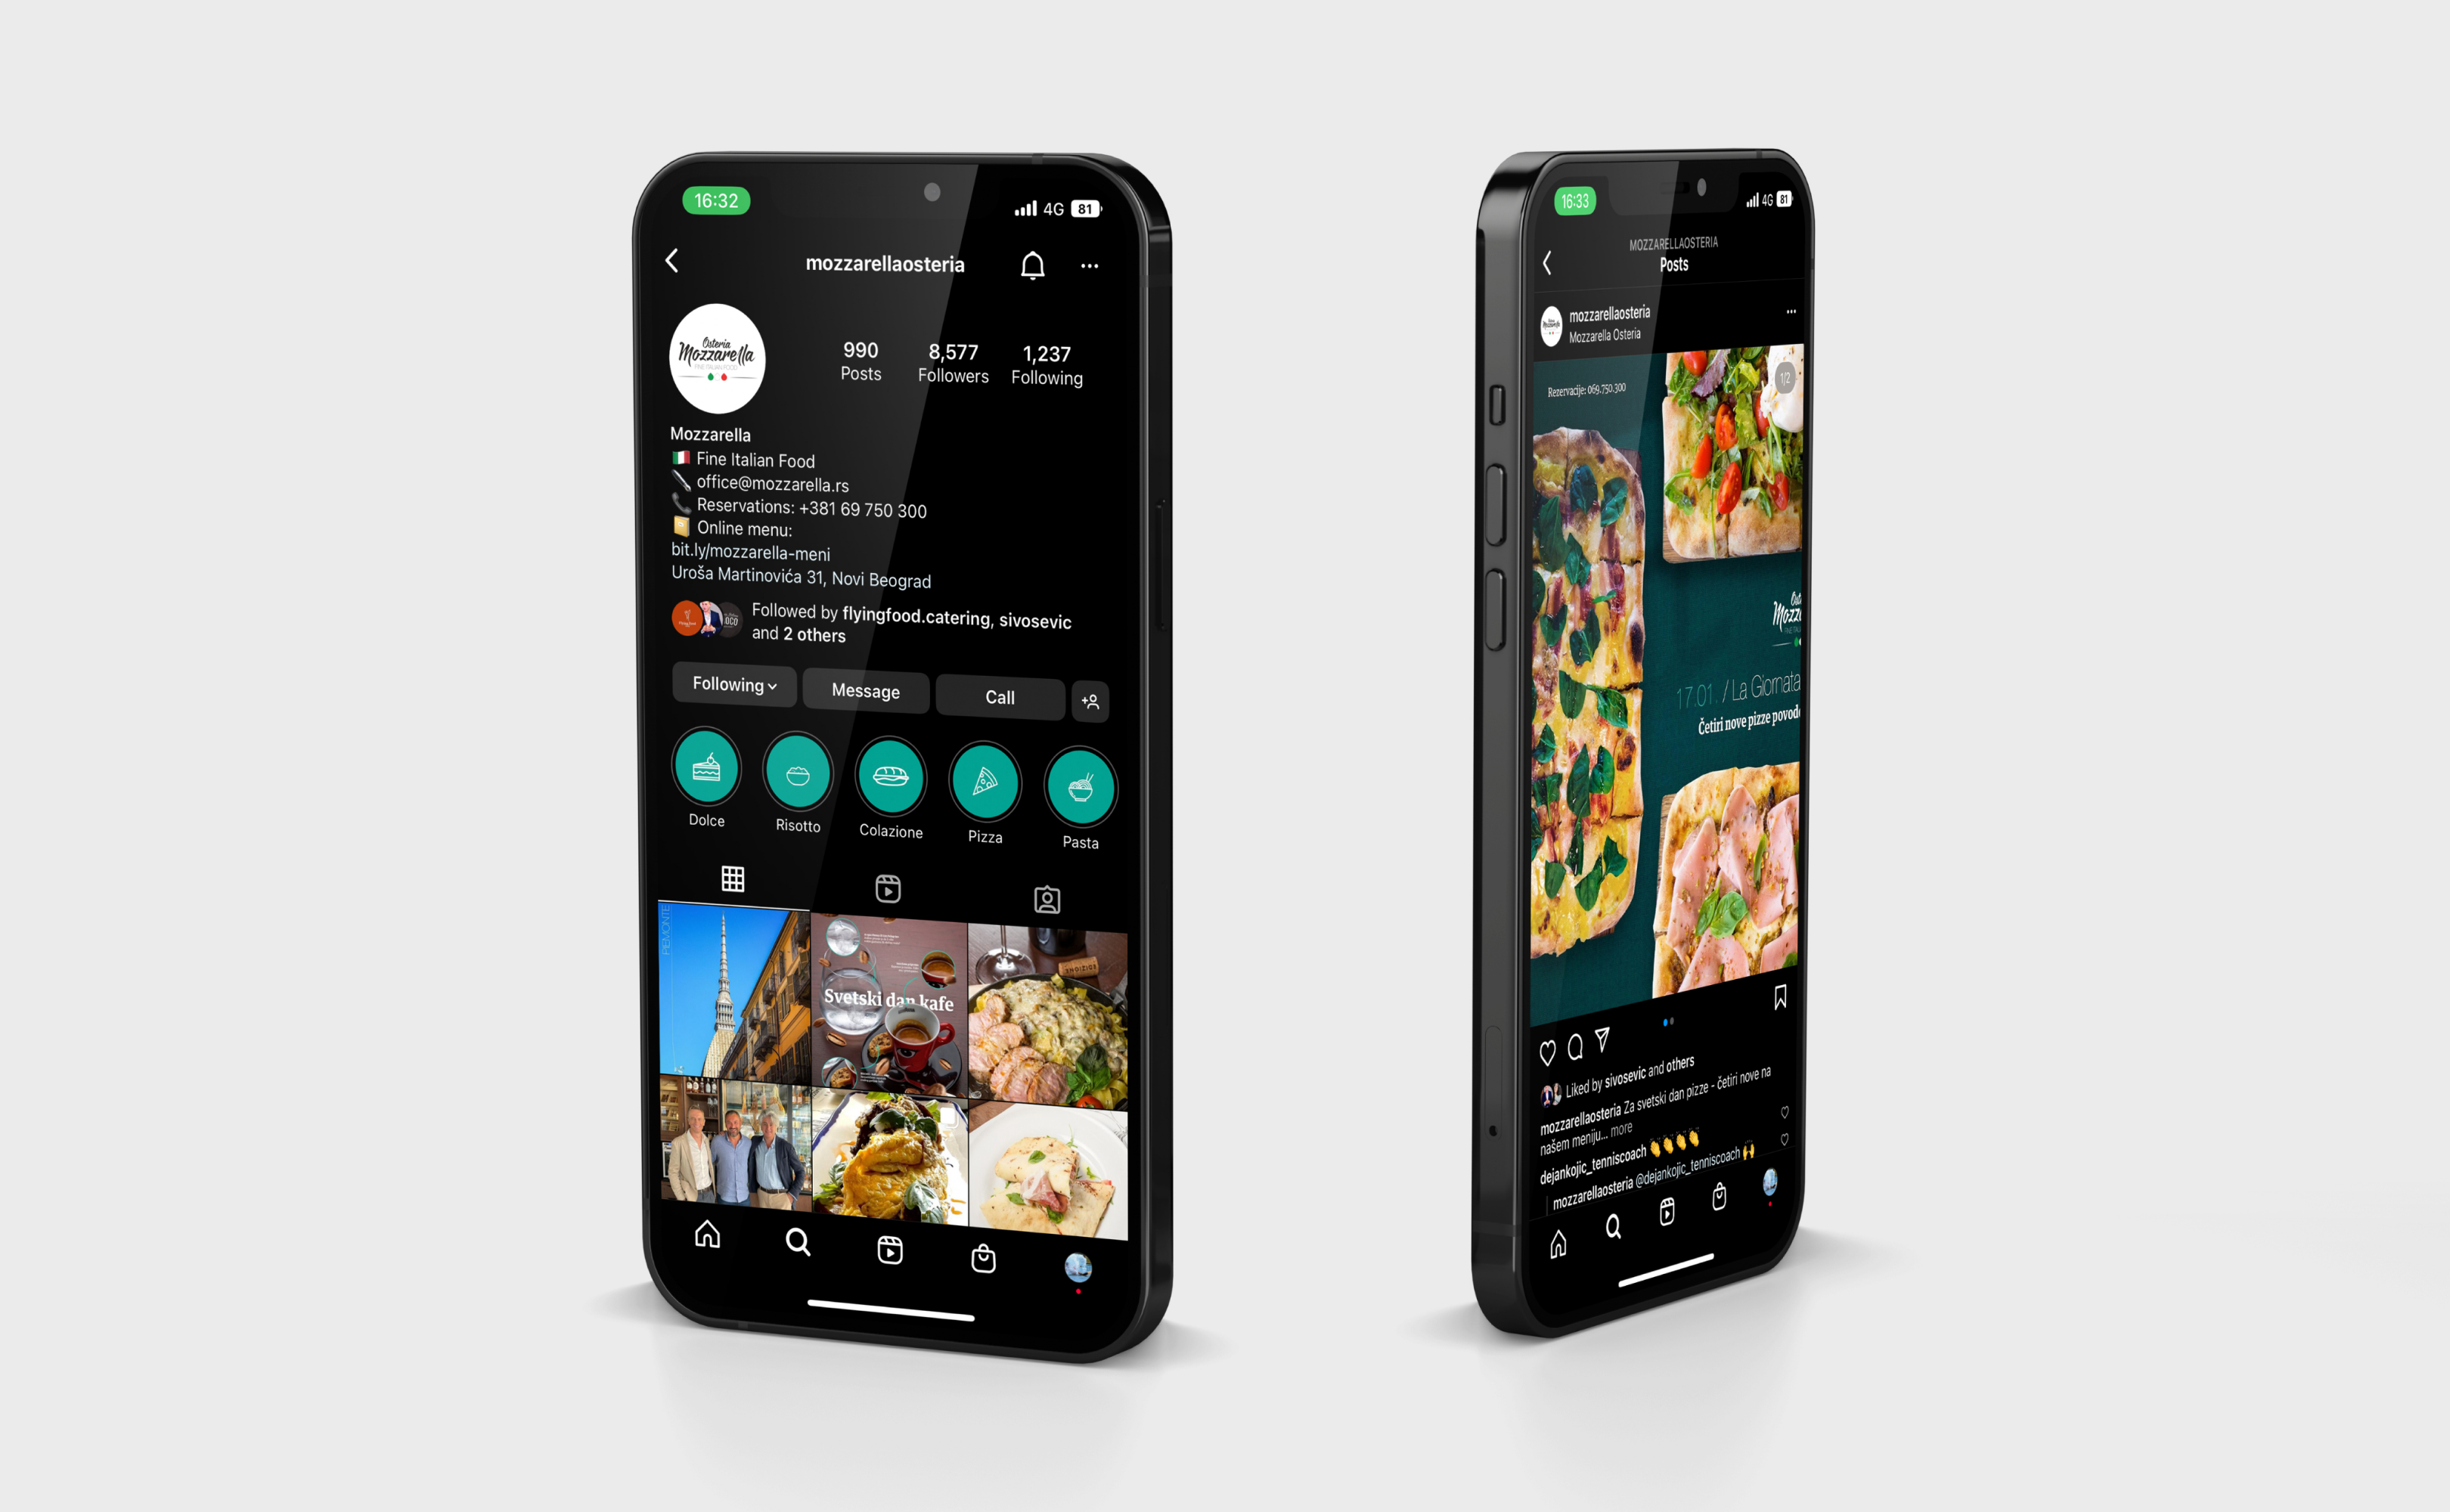 16:32
4G 81
mozzarellaosteria
Osteria
Mozzarella
FINE ITALIAN FOOD
990 8,577 1,237
Posts Followers Following
Mozzarella
Fine Italian Food
office@mozzarella.rs
Reservations: +381 69 750 300
Online menu:
bit.ly/mozzarella-meni
Uroša Martinovića 31, Novi Beograd
Followed by flyingfood.catering, sivosevic
and 2 others
Following Message Call
Dolce Risotto Colazione Pizza Pasta
PIEMONTE
Svetski dan kafe
16:33
4G 81
MOZZARELLAOSTERIA
Posts
mozzarellaosteria
Mozzarella Osteria
1/2
Rezervacije: 069.750.300
Ost
Mozz
17.01. / La Giornata
Četiri nove pizze povod
Liked by sivosevic and others
mozzarellaosteria Za svetski dan pizze - četiri nove na
našem meniju... more
dejankojic_tenniscoach 👏👏👏👏
mozzarellaosteria @dejankojic_tenniscoach 🙌